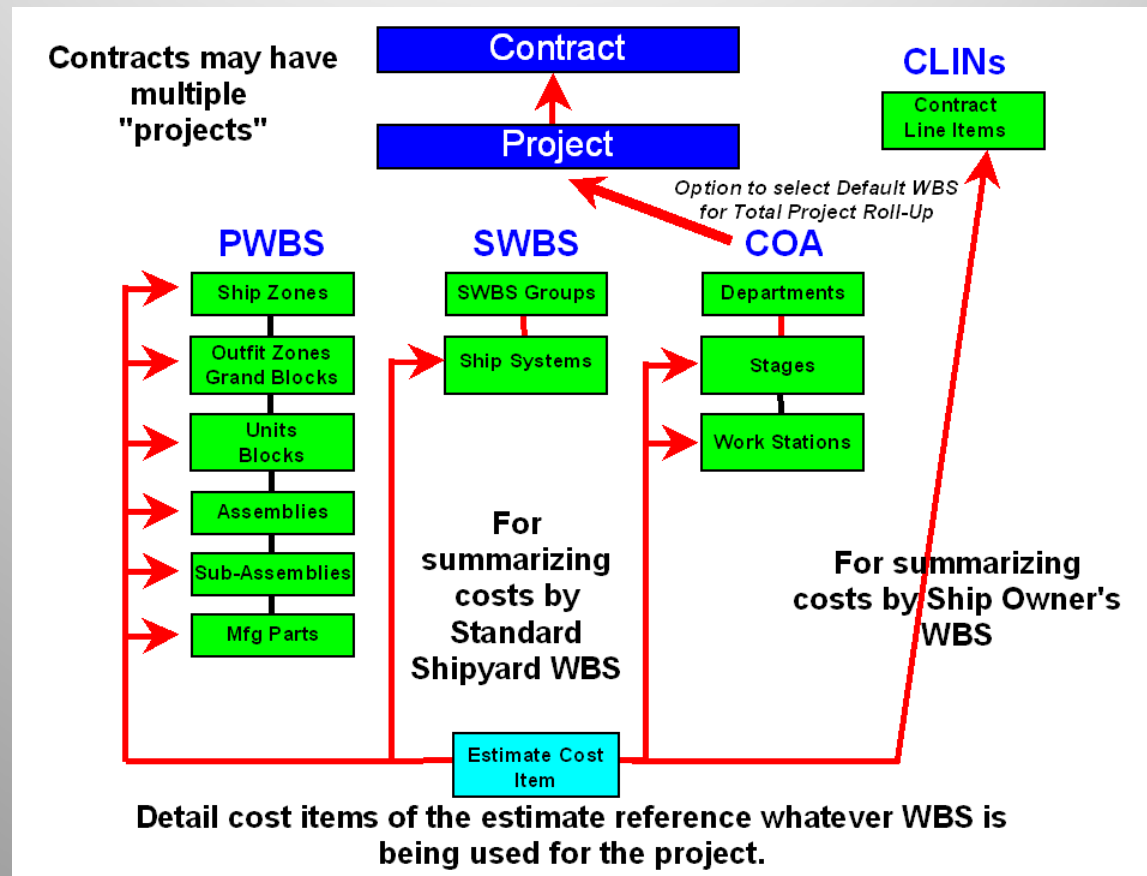 Contracts may have
multiple
"projects"
Contract
Project
CLINs
Contract
Line Items
Option to select Default WBS
for Total Project Roll-Up
PWBS
Ship Zones
Outfit Zones
Grand Blocks
Units
Blocks
Assemblies
Sub-Assemblies
Mfg Parts
SWBS
SWBS Groups
Ship Systems
COA
Departments
Stages
Work Stations
For
summarizing
costs by
Standard
Shipyard WBS
For summarizing
costs by Ship Owner's
WBS
Estimate Cost
Item
Detail cost items of the estimate reference whatever WBS is
being used for the project.